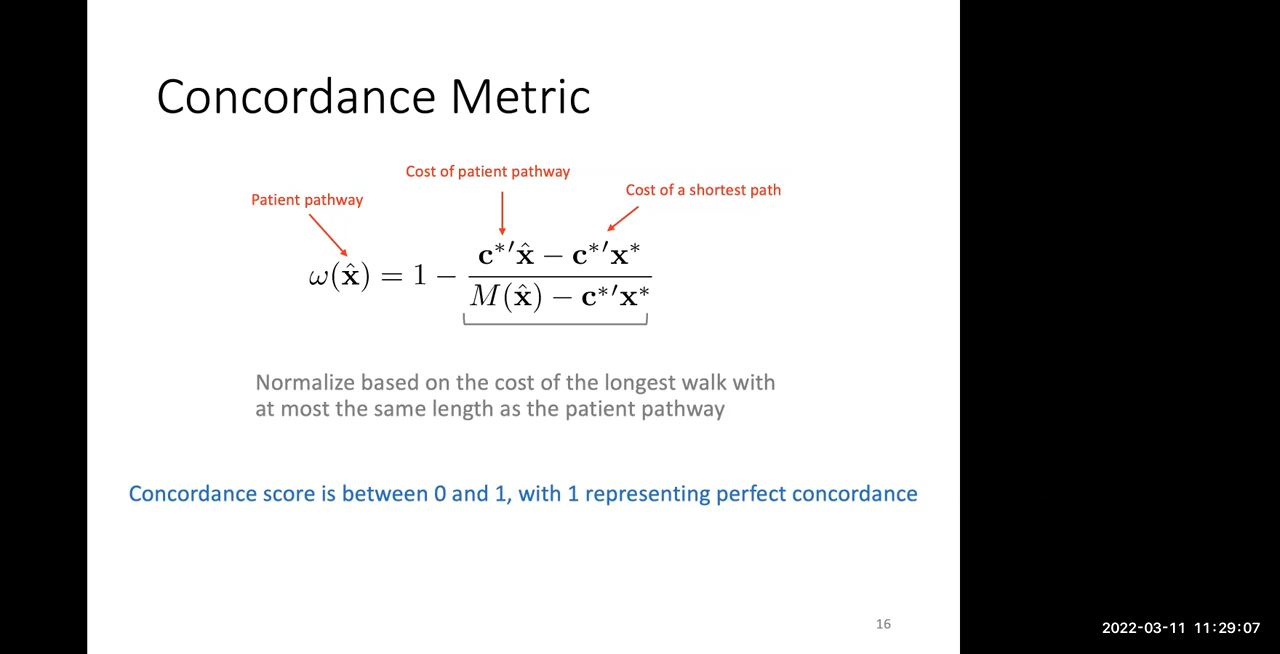 Concordance Metric
Cost of patient pathway
Cost of a shortest path
Patient pathway
ω(x̂) = 1 − (c*′x̂ − c*′x*) / (M(x̂) − c*′x*)
Normalize based on the cost of the longest walk with
at most the same length as the patient pathway
Concordance score is between 0 and 1, with 1 representing perfect concordance
16
2022-03-11 11:29:07